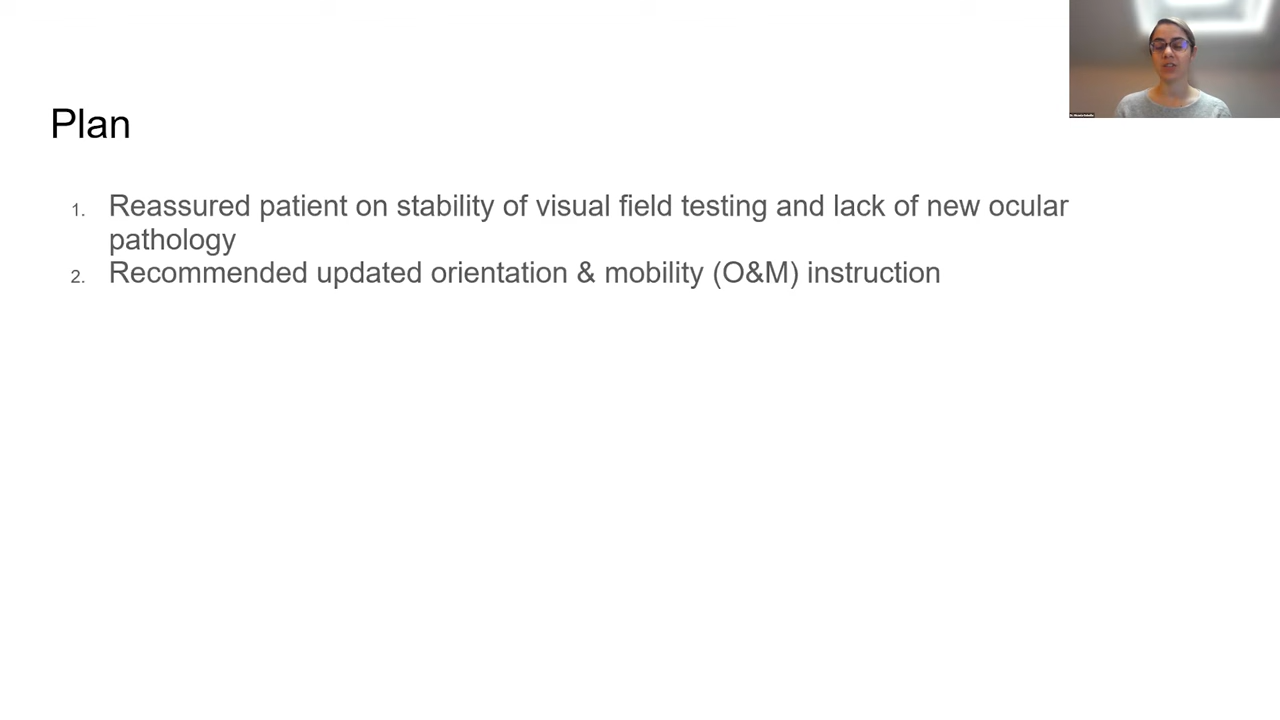 Plan
1. Reassured patient on stability of visual field testing and lack of new ocular
pathology
2. Recommended updated orientation & mobility (O&M) instruction